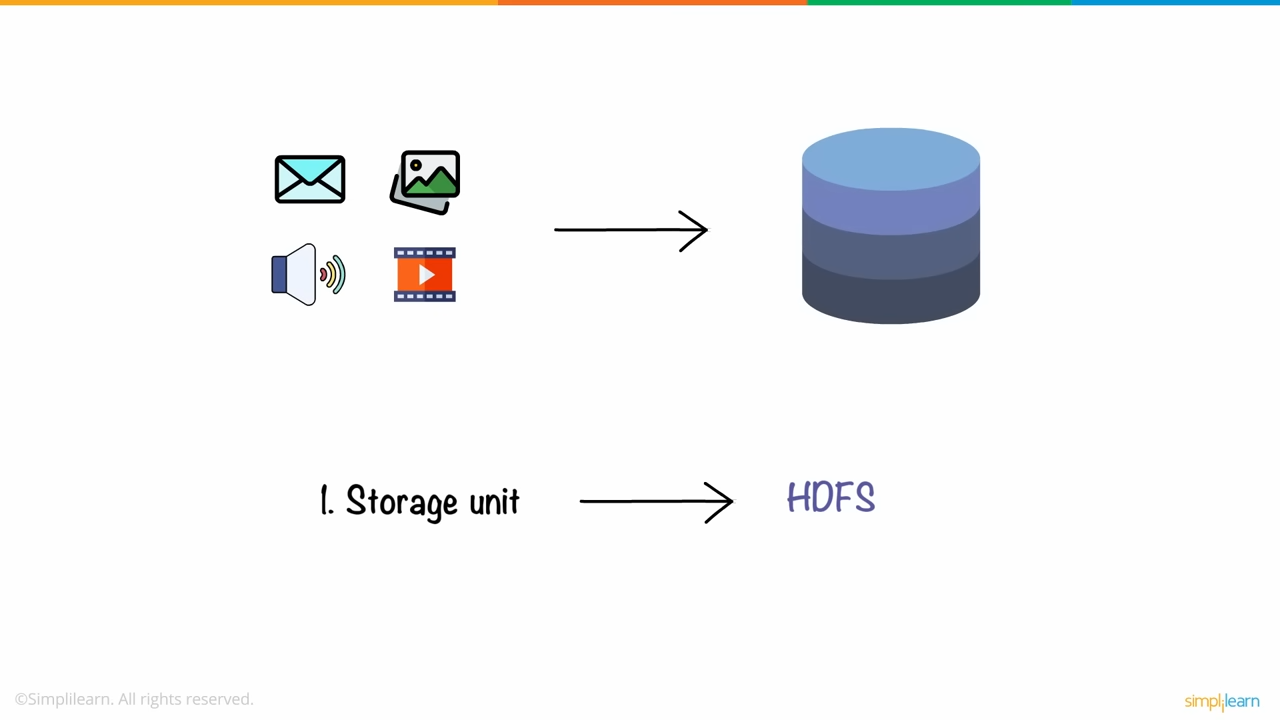 1. Storage unit
HDFS
©Simplilearn. All rights reserved.
simplilearn